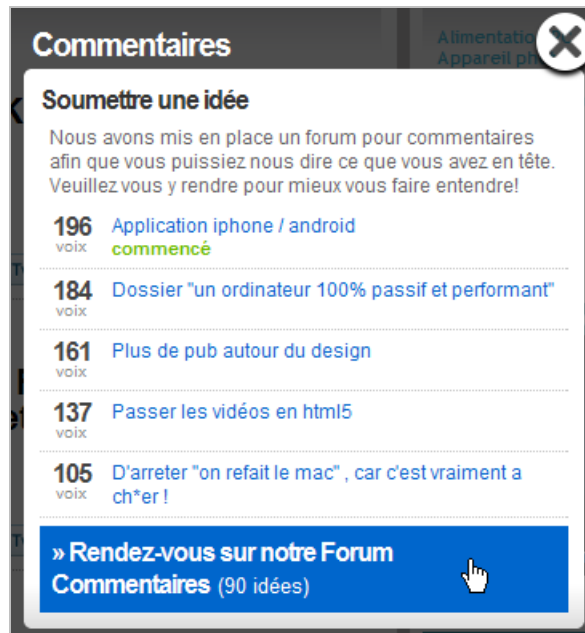 Commentaires
Alimentatio
Appareil ph
Soumettre une idée
Nous avons mis en place un forum pour commentaires
afin que vous puissiez nous dire ce que vous avez en tête.
Veuillez vous y rendre pour mieux vous faire entendre!
196 Application iphone / android
voix commencé
184 Dossier "un ordinateur 100% passif et performant"
voix
161 Plus de pub autour du design
voix
137 Passer les vidéos en html5
voix
105 D'arreter "on refait le mac" , car c'est vraiment a
voix ch*er !
» Rendez-vous sur notre Forum
Commentaires (90 idées)